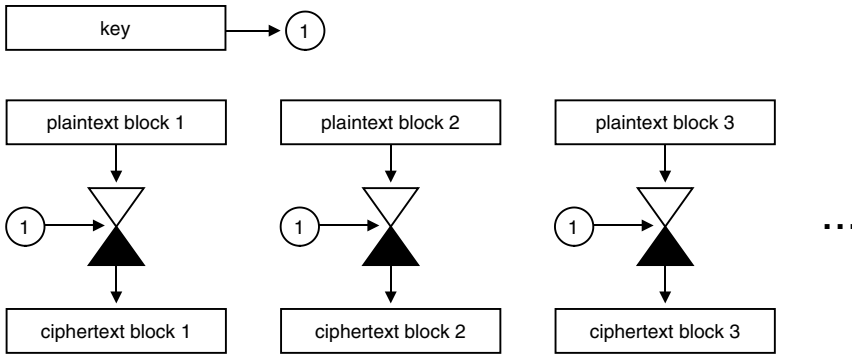 key
1
plaintext block 1
plaintext block 2
plaintext block 3
1
1
1
...
ciphertext block 1
ciphertext block 2
ciphertext block 3